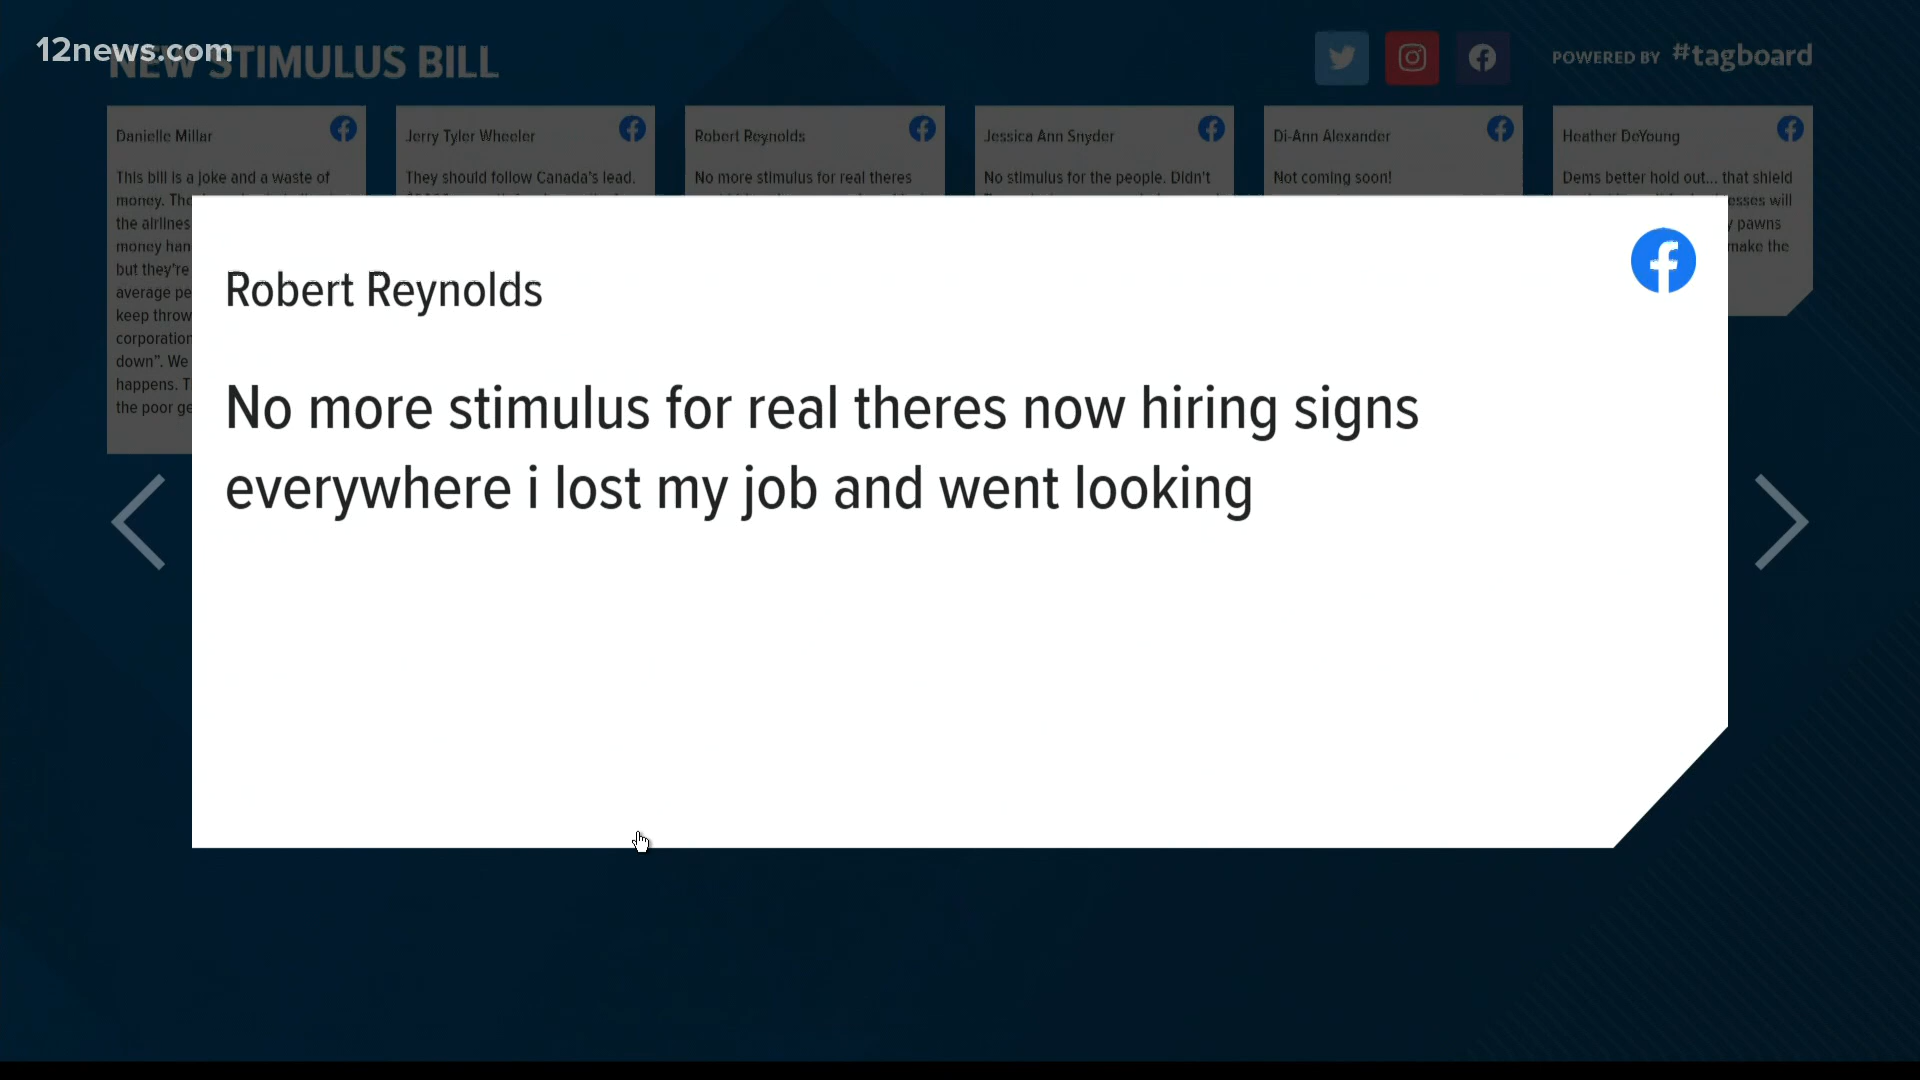 12news.com
NEW STIMULUS BILL
POWERED BY #tagboard
Danielle Millar
This bill is a joke and a waste of
money. The
the airlines
money han
but they're
average pe
keep throw
corporation
down". We
happens. T
the poor ge
Jerry Tyler Wheeler
They should follow Canada's lead.
Robert Reynolds
No more stimulus for real theres
Jessica Ann Snyder
No stimulus for the people. Didn't
Di-Ann Alexander
Not coming soon!
Heather DeYoung
Dems better hold out... that shield
esses will
pawns
make the
Robert Reynolds
No more stimulus for real theres now hiring signs
everywhere i lost my job and went looking